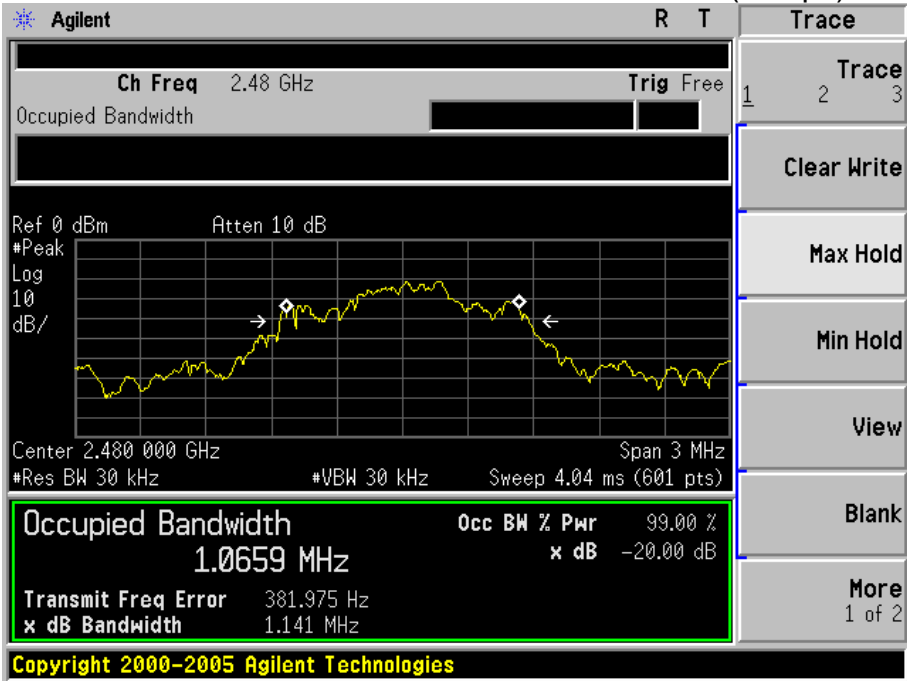 Agilent R T
Trace
Ch Freq 2.48 GHz Trig Free
Occupied Bandwidth
Trace
1 2 3
Clear Write
Ref 0 dBm Atten 10 dB
#Peak
Log
10
dB/
Max Hold
Min Hold
View
Center 2.480 000 GHz Span 3 MHz
#Res BW 30 kHz #VBW 30 kHz Sweep 4.04 ms (601 pts)
Occupied Bandwidth
1.0659 MHz
Occ BW % Pwr 99.00 %
x dB -20.00 dB
Blank
Transmit Freq Error 381.975 Hz
x dB Bandwidth 1.141 MHz
More
1 of 2
Copyright 2000-2005 Agilent Technologies